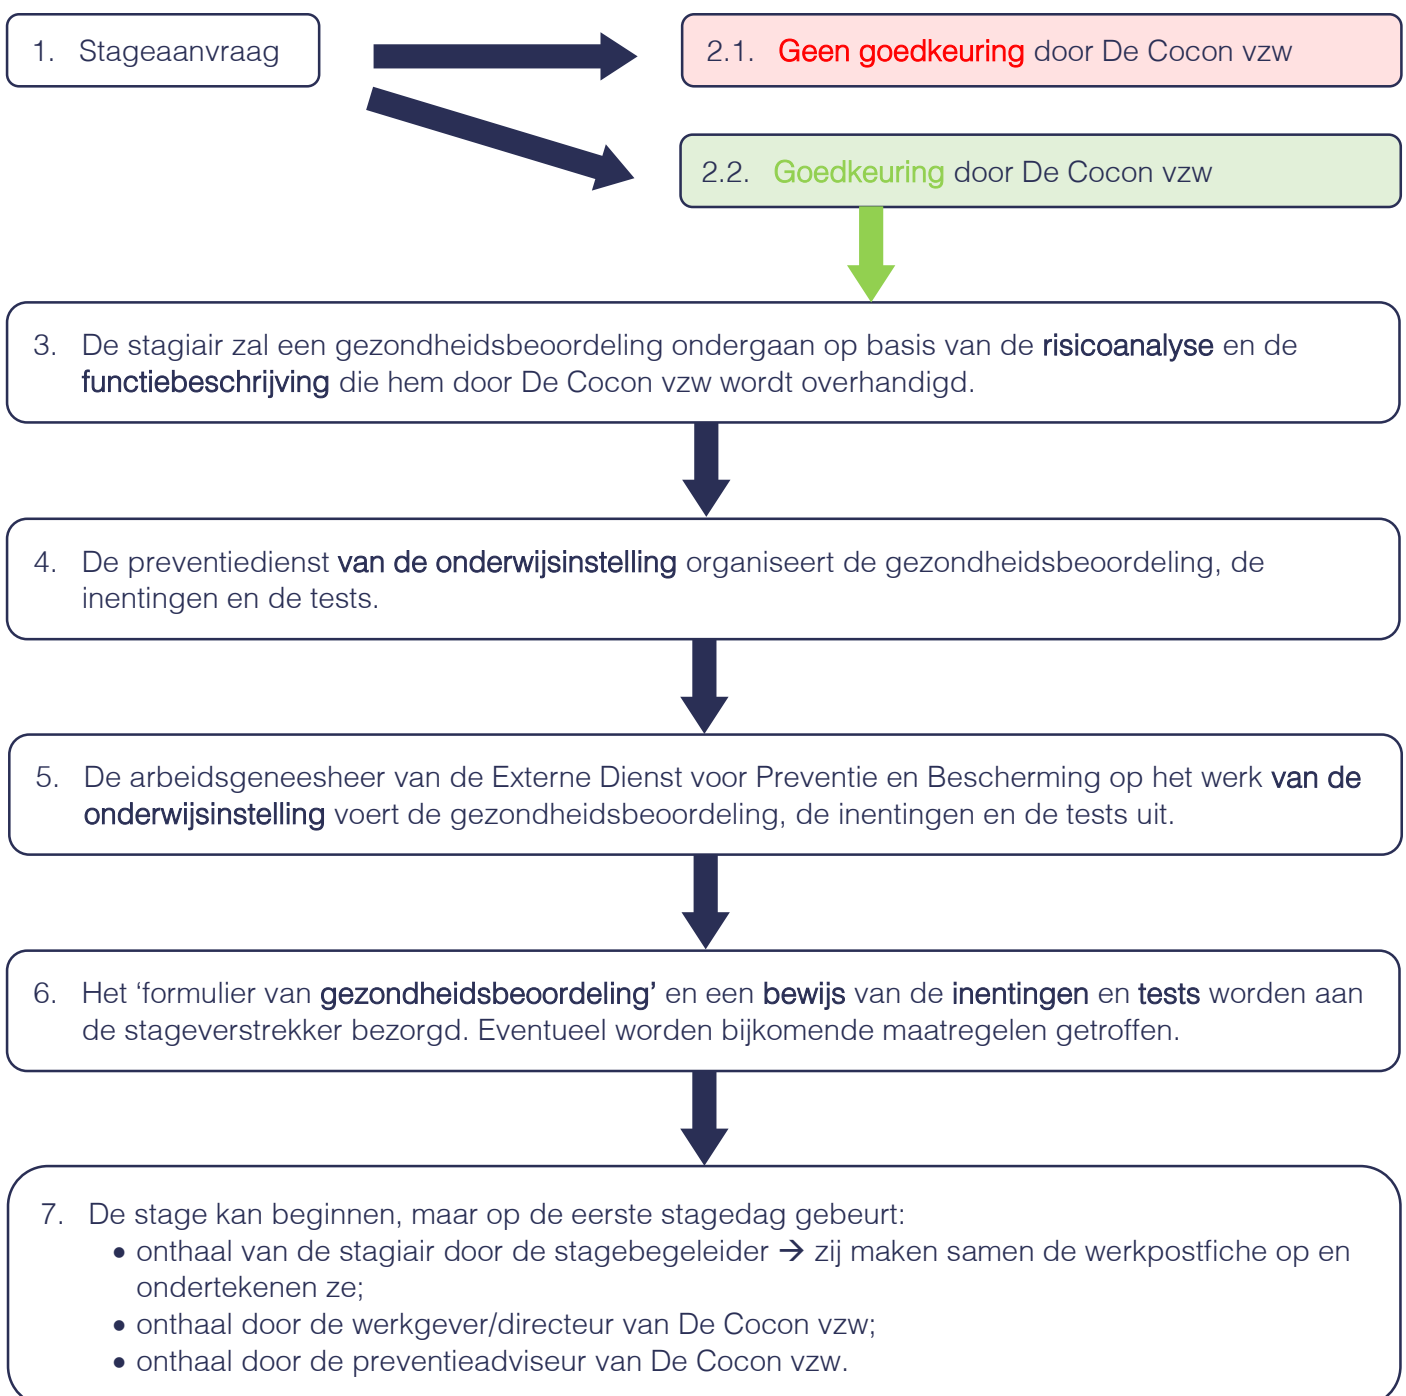 1. Stageaanvraag
2.1. Geen goedkeuring door De Cocon vzw
2.2. Goedkeuring door De Cocon vzw
3. De stagiair zal een gezondheidsbeoordeling ondergaan op basis van de risicoanalyse en de
functiebeschrijving die hem door De Cocon vzw wordt overhandigd.
4. De preventiedienst van de onderwijsinstelling organiseert de gezondheidsbeoordeling, de
inentingen en de tests.
5. De arbeidsgeneesheer van de Externe Dienst voor Preventie en Bescherming op het werk van de
onderwijsinstelling voert de gezondheidsbeoordeling, de inentingen en de tests uit.
6. Het ‘formulier van gezondheidsbeoordeling’ en een bewijs van de inentingen en tests worden aan
de stageverstrekker bezorgd. Eventueel worden bijkomende maatregelen getroffen.
7. De stage kan beginnen, maar op de eerste stagedag gebeurt:
• onthaal van de stagiair door de stagebegeleider → zij maken samen de werkpostfiche op en
ondertekenen ze;
• onthaal door de werkgever/directeur van De Cocon vzw;
• onthaal door de preventieadviseur van De Cocon vzw.